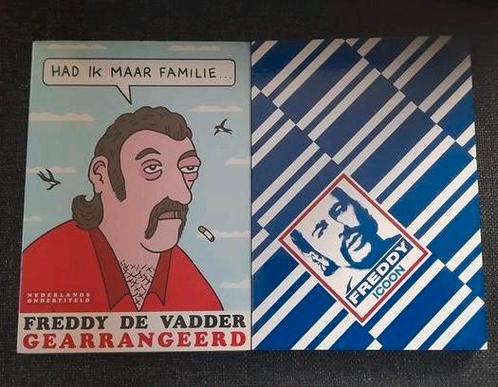 HAD IK MAAR FAMILIE...
NEDERLANDS
ONDERTITELD
FREDDY DE VADDER
GEARRANGEERD
FREDDY
ICOON